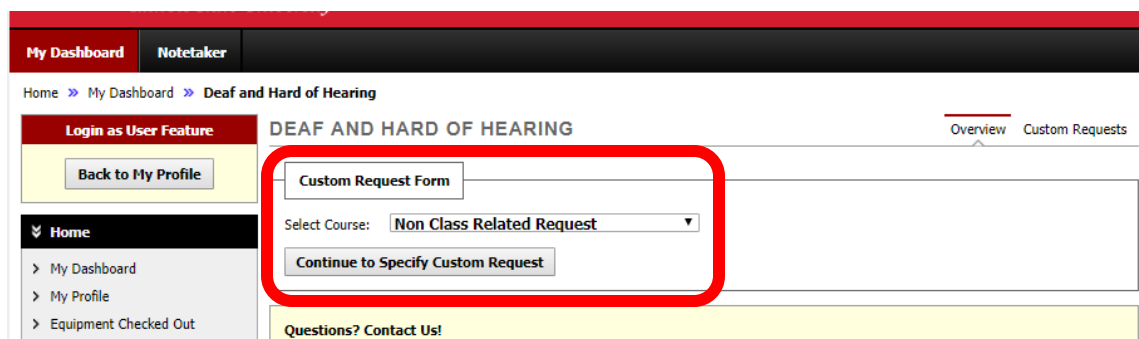 My Dashboard Notetaker
Home » My Dashboard » Deaf and Hard of Hearing
Login as User Feature
Back to My Profile
Home
My Dashboard
My Profile
Equipment Checked Out
DEAF AND HARD OF HEARING
Overview Custom Requests
Custom Request Form
Select Course: Non Class Related Request
Continue to Specify Custom Request
Questions? Contact Us!